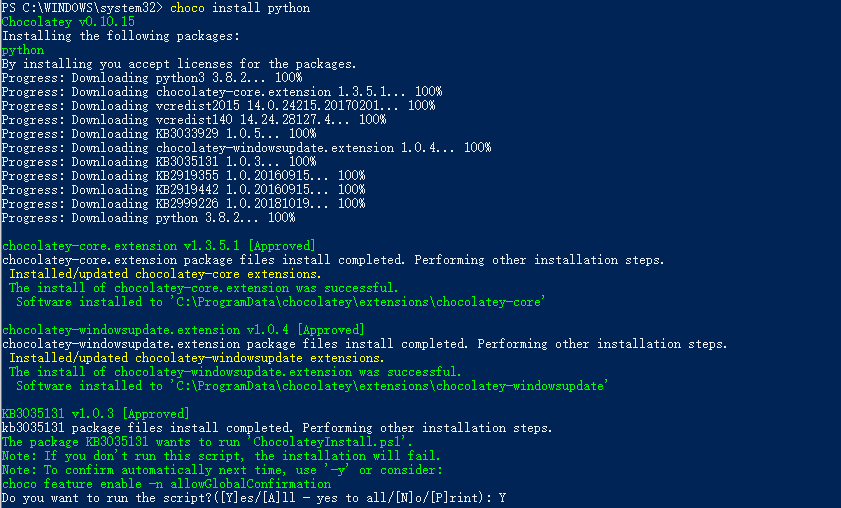 PS C:\WINDOWS\system32> choco install python
Chocolatey v0.10.15
Installing the following packages:
python
By installing you accept licenses for the packages.
Progress: Downloading python3 3.8.2... 100%
Progress: Downloading chocolatey-core.extension 1.3.5.1... 100%
Progress: Downloading vcredist2015 14.0.24215.20170201... 100%
Progress: Downloading vcredist140 14.24.28127.4... 100%
Progress: Downloading KB3033929 1.0.5... 100%
Progress: Downloading chocolatey-windowsupdate.extension 1.0.4... 100%
Progress: Downloading KB3035131 1.0.3... 100%
Progress: Downloading KB2919355 1.0.20160915... 100%
Progress: Downloading KB2919442 1.0.20160915... 100%
Progress: Downloading KB2999226 1.0.20181019... 100%
Progress: Downloading python 3.8.2... 100%
chocolatey-core.extension v1.3.5.1 [Approved]
chocolatey-core.extension package files install completed. Performing other installation steps.
Installed/updated chocolatey-core extensions.
The install of chocolatey-core.extension was successful.
Software installed to 'C:\ProgramData\chocolatey\extensions\chocolatey-core'
chocolatey-windowsupdate.extension v1.0.4 [Approved]
chocolatey-windowsupdate.extension package files install completed. Performing other installation steps.
Installed/updated chocolatey-windowsupdate extensions.
The install of chocolatey-windowsupdate.extension was successful.
Software installed to 'C:\ProgramData\chocolatey\extensions\chocolatey-windowsupdate'
KB3035131 v1.0.3 [Approved]
kb3035131 package files install completed. Performing other installation steps.
The package KB3035131 wants to run 'ChocolateyInstall.ps1'.
Note: If you don't run this script, the installation will fail.
Note: To confirm automatically next time, use '-y' or consider:
choco feature enable -n allowGlobalConfirmation
Do you want to run the script?([Y]es/[A]ll - yes to all/[N]o/[P]rint): Y